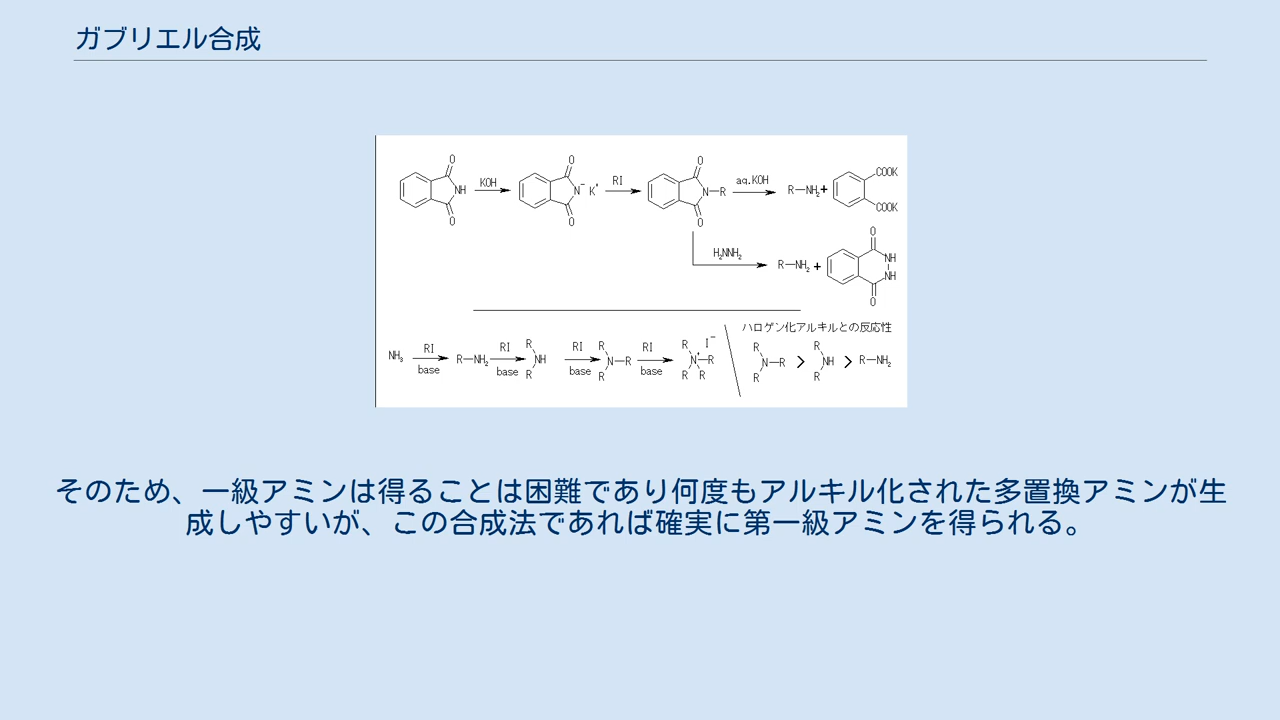 ガブリエル合成
O O O
NH KOH N⁻ K⁺ RI N—R aq.KOH R—NH₂ + COOK
O O O COOK
H₂NNH₂ R—NH₂ + O NH NH O
ハロゲン化アルキルとの反応性
NH₃ RI base R—NH₂ RI base R NH R RI base R N—R R RI base R I⁻ N⁺—R R R
R N—R R > R NH R > R—NH₂
そのため、一級アミンは得ることは困難であり何度もアルキル化された多置換アミンが生
成しやすいが、この合成法であれば確実に第一級アミンを得られる。